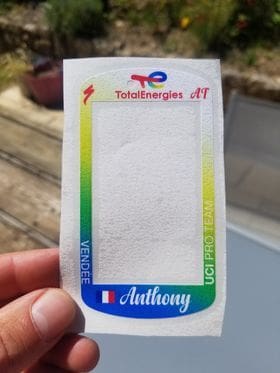 TotalEnergies AT
VENDÉE
UCI PRO TEAM
Anthony